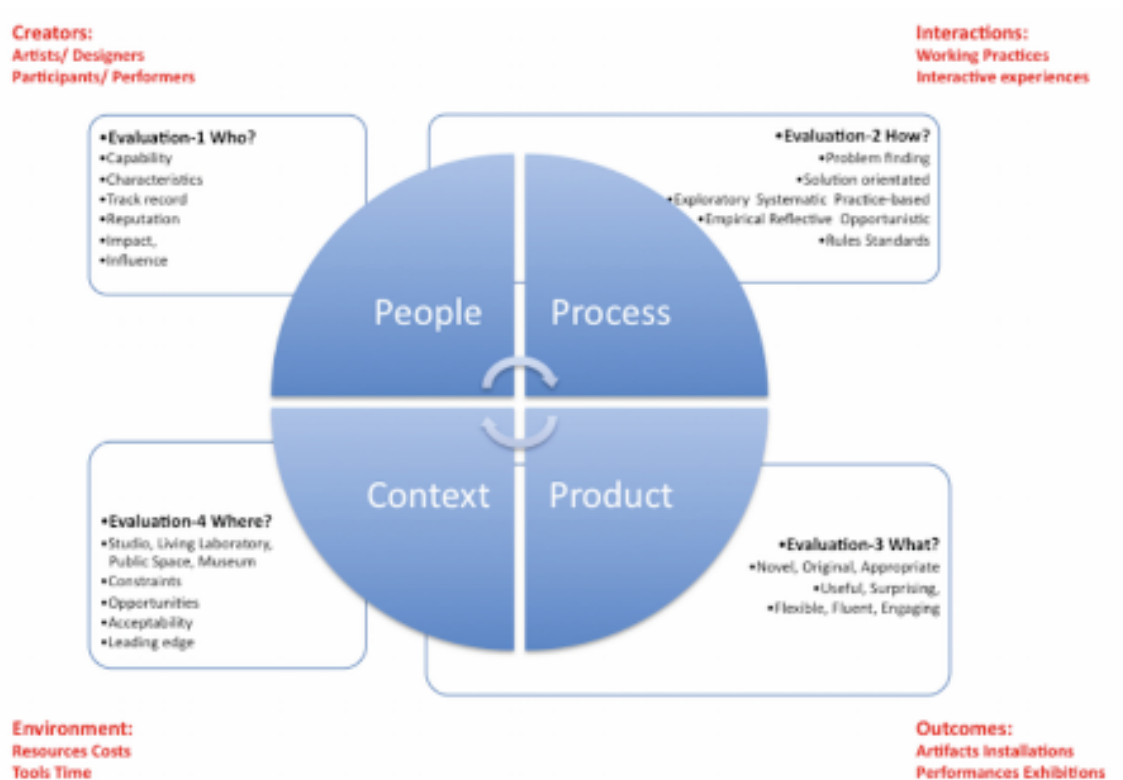 Creators:
Artists/ Designers
Participants/ Performers
Interactions:
Working Practices
Interactive experiences
•Evaluation-1 Who?
•Capability
•Characteristics
•Track record
•Reputation
•Impact,
•Influence
•Evaluation-2 How?
•Problem finding
•Solution orientated
•Exploratory Systematic Practice-based
•Empirical Reflective Opportunistic
•Rules Standards
People
Process
Context
Product
•Evaluation-4 Where?
•Studio, Living Laboratory,
Public Space, Museum
•Constraints
•Opportunities
•Acceptability
•Leading edge
•Evaluation-3 What?
•Novel, Original, Appropriate
•Useful, Surprising,
•Flexible, Fluent, Engaging
Environment:
Resources Costs
Tools Time
Outcomes:
Artifacts Installations
Performances Exhibitions